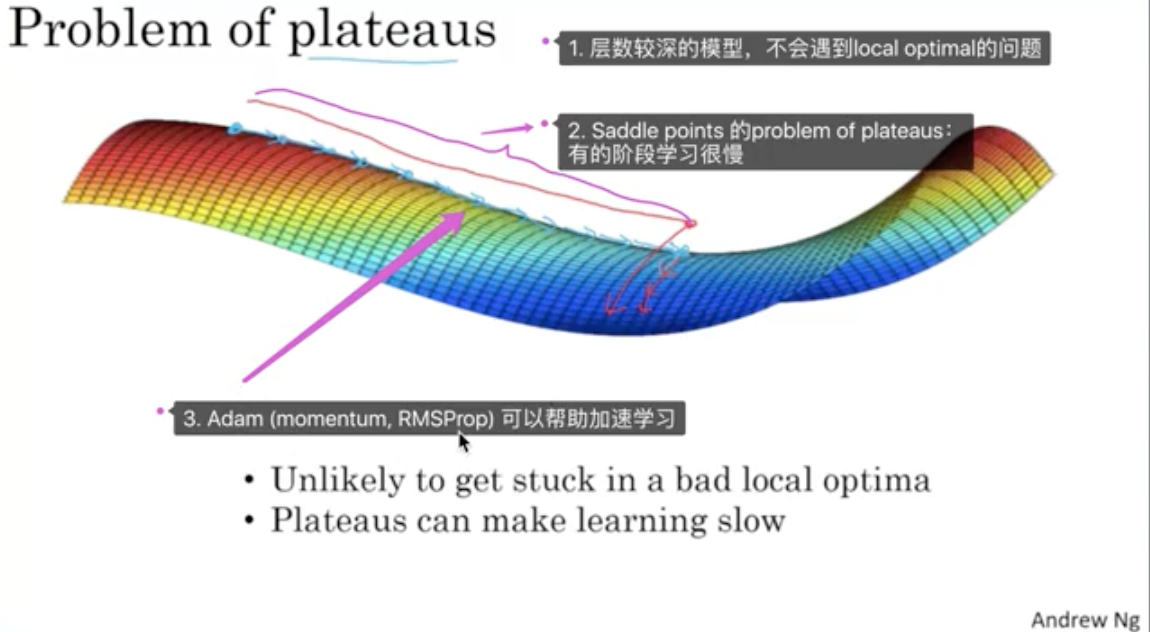 Problem of plateaus
1. 层数较深的模型，不会遇到local optimal的问题
2. Saddle points 的problem of plateaus：
有的阶段学习很慢
3. Adam (momentum, RMSProp) 可以帮助加速学习
• Unlikely to get stuck in a bad local optima
• Plateaus can make learning slow
Andrew Ng